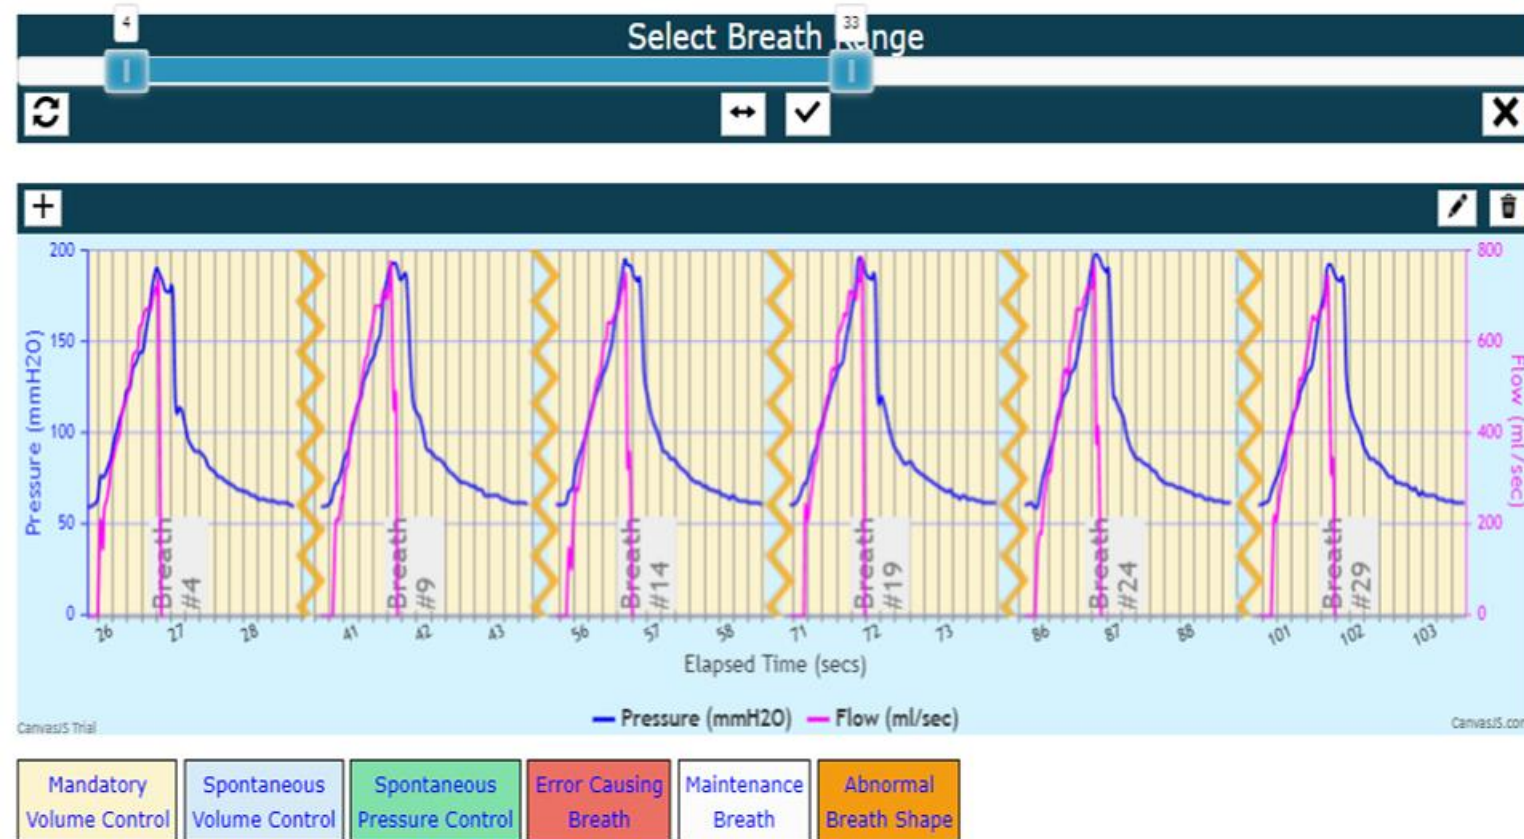 4
33
Select Breath Range
200
150
100
50
0
Pressure (mmH2O)
800
600
400
200
0
Flow (ml/sec)
Breath #4
Breath #9
Breath #14
Breath #19
Breath #24
Breath #29
26 27 28 41 42 43 56 57 58 71 72 73 86 87 88 101 102 103
Elapsed Time (secs)
Pressure (mmH2O) Flow (ml/sec)
CanvasJS Trial
CanvasJS.com
Mandatory
Volume Control
Spontaneous
Volume Control
Spontaneous
Pressure Control
Error Causing
Breath
Maintenance
Breath
Abnormal
Breath Shape